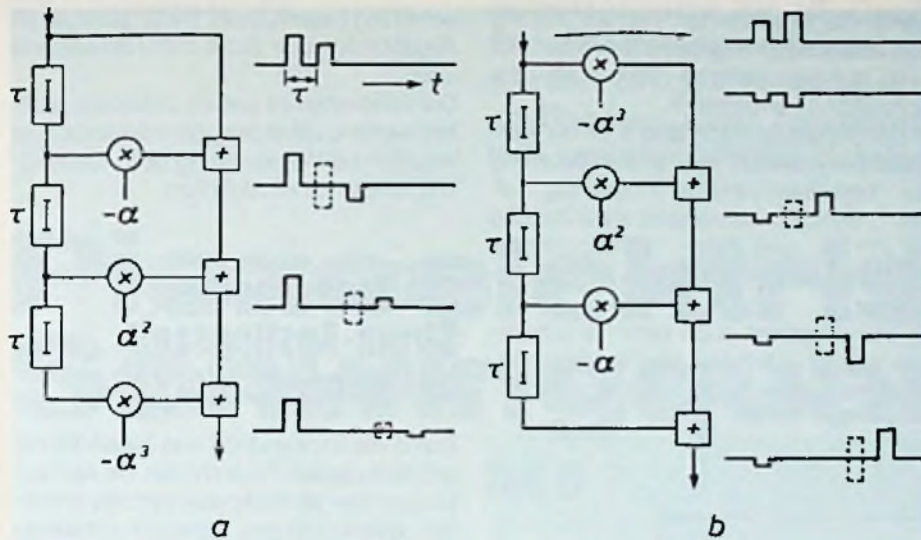 τ
τ
τ
×
-α
×
α²
×
-α³
+
+
+
τ
t
a
τ
τ
τ
×
-α³
×
α²
×
-α
+
+
+
b